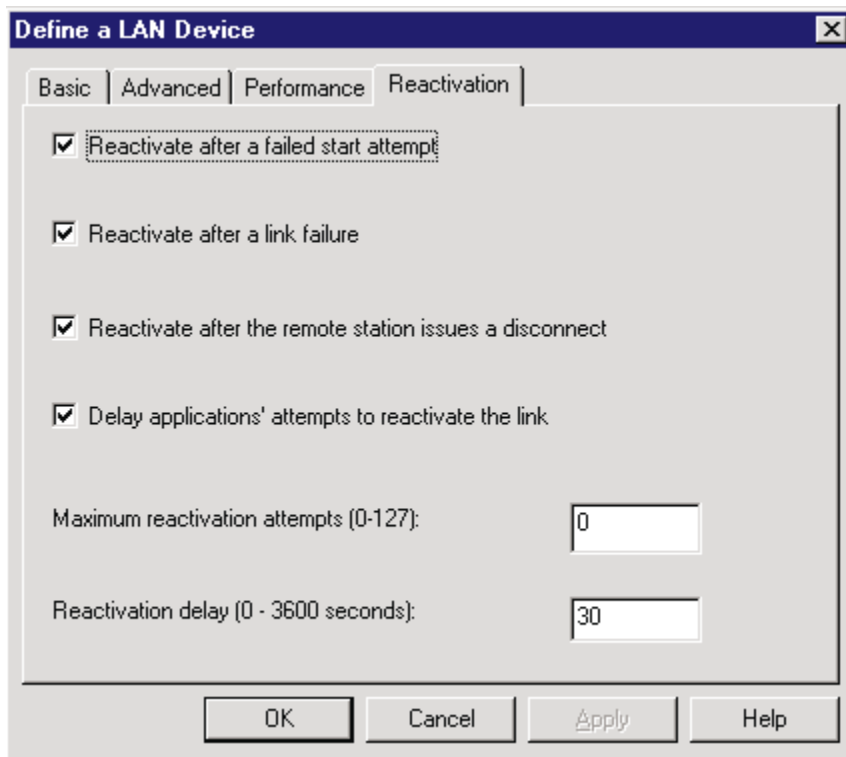 Define a LAN Device
Basic Advanced Performance Reactivation
Reactivate after a failed start attempt
Reactivate after a link failure
Reactivate after the remote station issues a disconnect
Delay applications' attempts to reactivate the link
Maximum reactivation attempts (0-127): 0
Reactivation delay (0 - 3600 seconds): 30
OK Cancel Apply Help